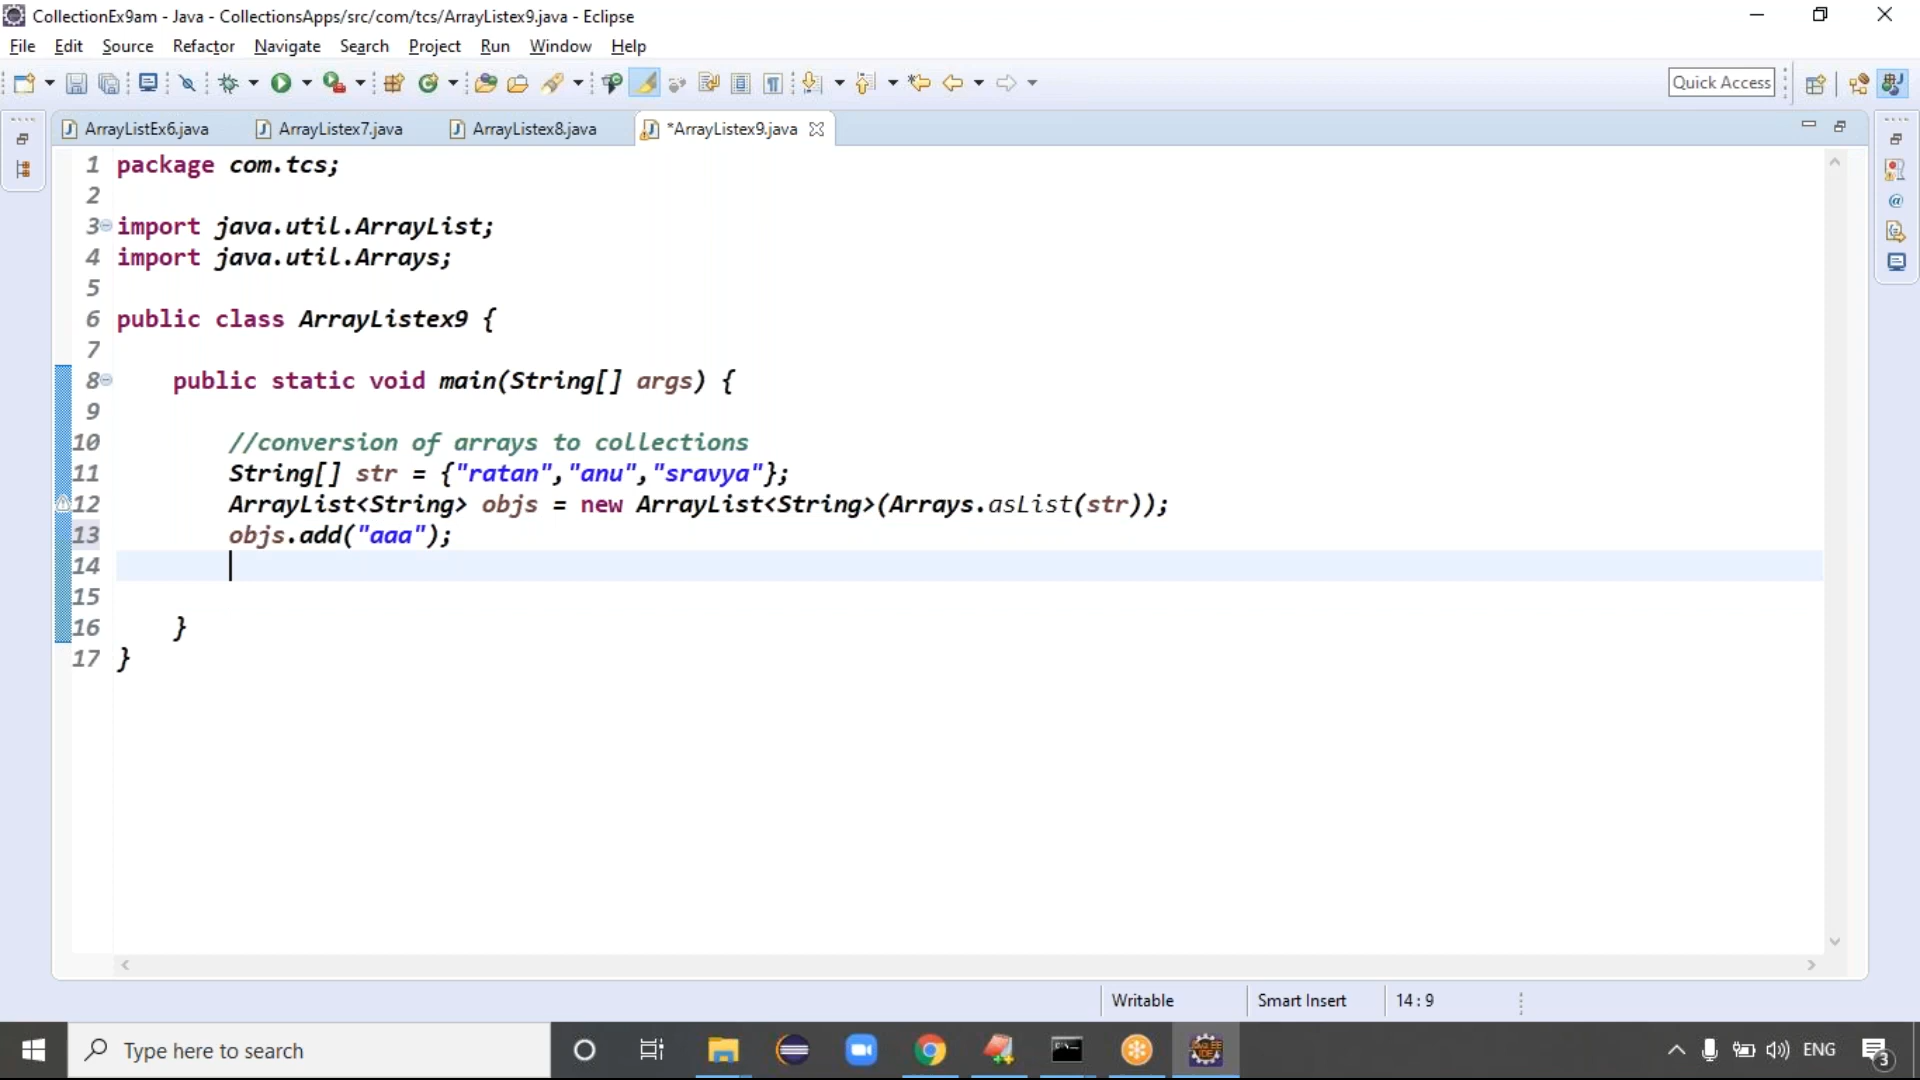 CollectionEx9am - Java - CollectionsApps/src/com/tcs/ArrayListex9.java - Eclipse
File Edit Source Refactor Navigate Search Project Run Window Help
Quick Access
ArrayListEx6.java ArrayListex7.java ArrayListex8.java *ArrayListex9.java
1 package com.tcs;
2
3 import java.util.ArrayList;
4 import java.util.Arrays;
5
6 public class ArrayListex9 {
7
8 public static void main(String[] args) {
9
10 //conversion of arrays to collections
11 String[] str = {"ratan","anu","sravya"};
12 ArrayList<String> objs = new ArrayList<String>(Arrays.asList(str));
13 objs.add("aaa");
14
15
16 }
17 }
Writable Smart Insert 14 : 9
Type here to search
ENG
3